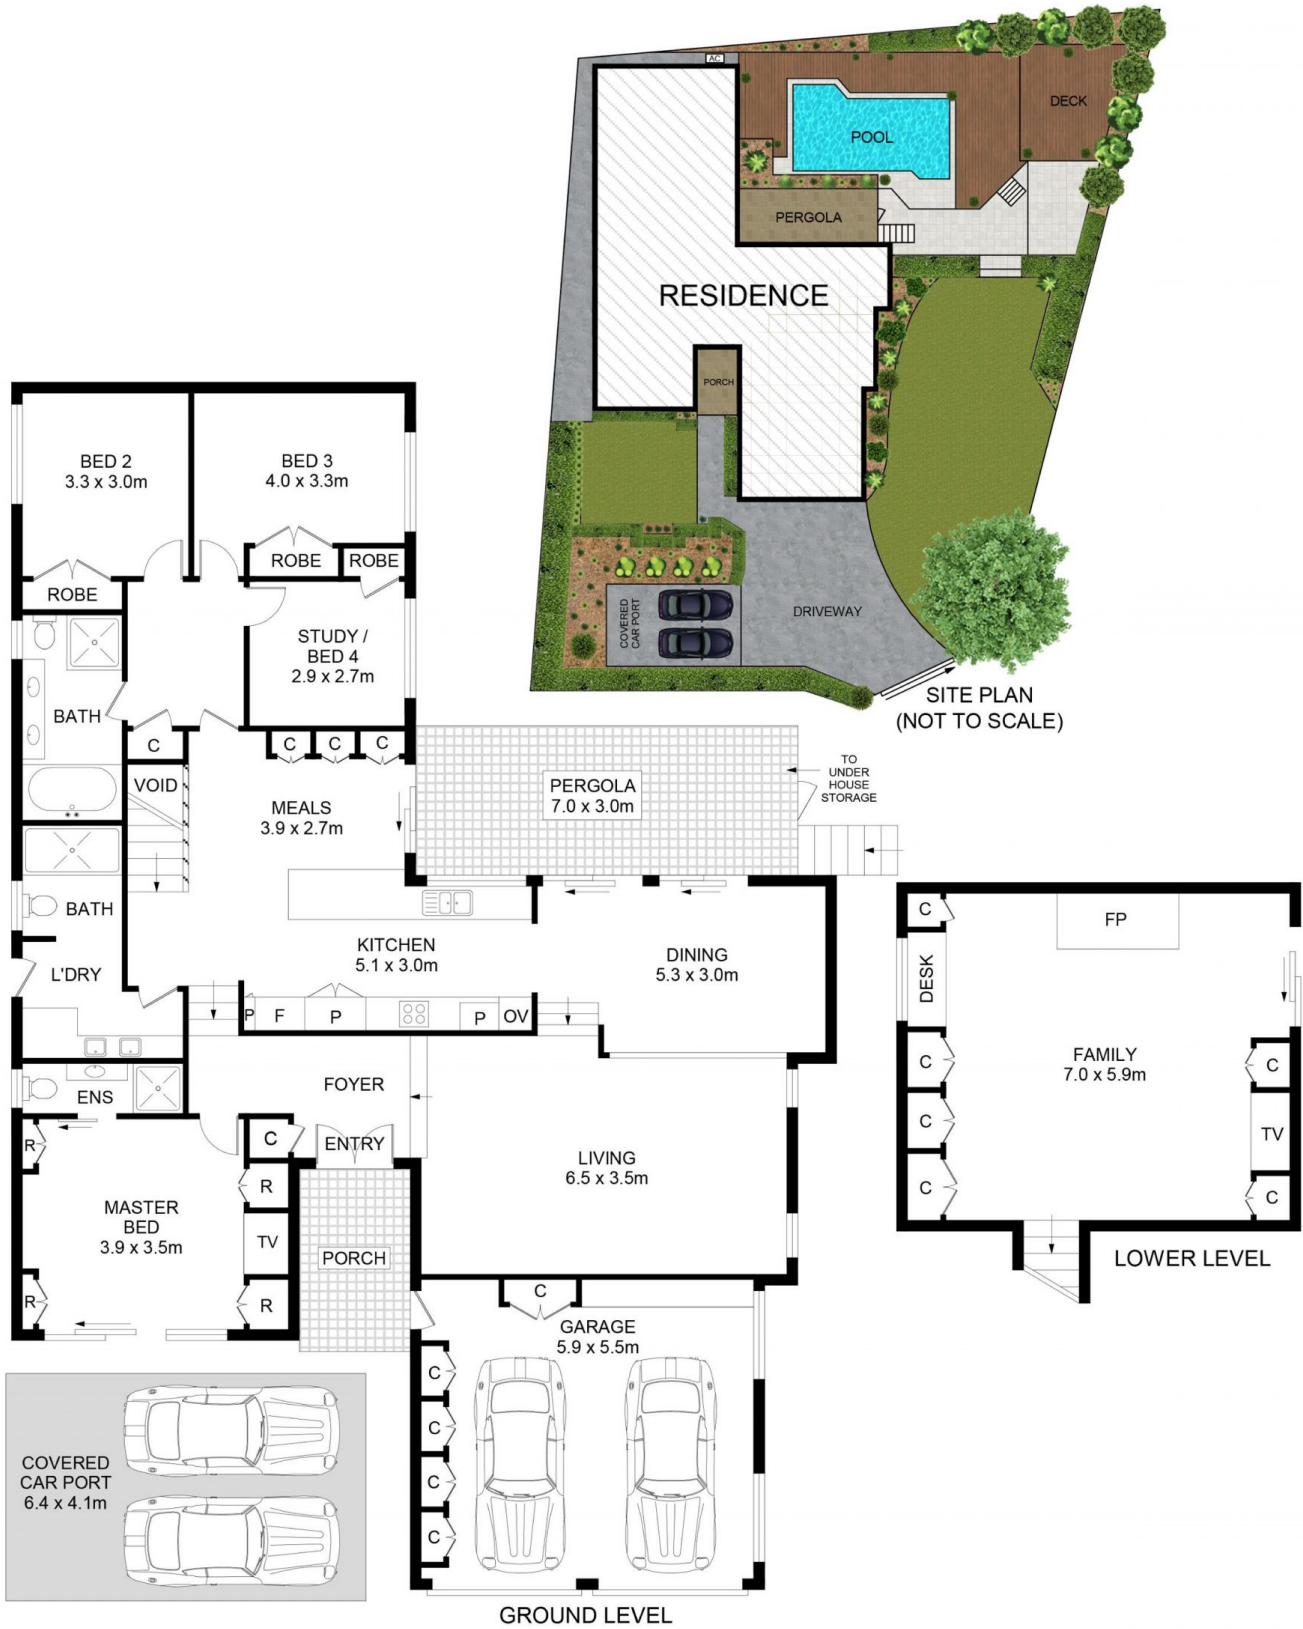 AC
POOL
DECK
PERGOLA
RESIDENCE
PORCH
COVERED
CAR PORT
DRIVEWAY
SITE PLAN
(NOT TO SCALE)
BED 2
3.3 x 3.0m
BED 3
4.0 x 3.3m
ROBE
ROBE
ROBE
STUDY /
BED 4
2.9 x 2.7m
BATH
C
VOID
C
C
C
MEALS
3.9 x 2.7m
PERGOLA
7.0 x 3.0m
TO
UNDER
HOUSE
STORAGE
BATH
L'DRY
KITCHEN
5.1 x 3.0m
DINING
5.3 x 3.0m
P
F
P
P
OV
ENS
FOYER
ENTRY
C
R
R
TV
R
R
MASTER
BED
3.9 x 3.5m
LIVING
6.5 x 3.5m
PORCH
C
GARAGE
5.9 x 5.5m
C
C
C
C
COVERED
CAR PORT
6.4 x 4.1m
GROUND LEVEL
C
FP
DESK
FAMILY
7.0 x 5.9m
C
C
C
C
TV
C
LOWER LEVEL